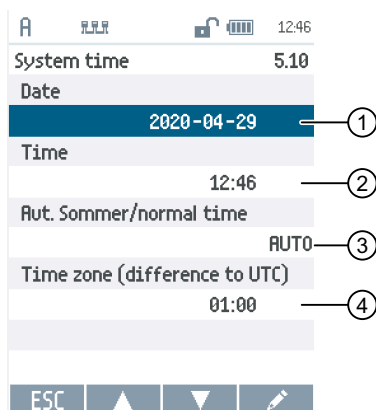 A 12:46
System time 5.10
Date
2020-04-29 1
Time
12:46 2
Aut. Sommer/normal time
AUTO 3
Time zone (difference to UTC)
01:00 4
ESC